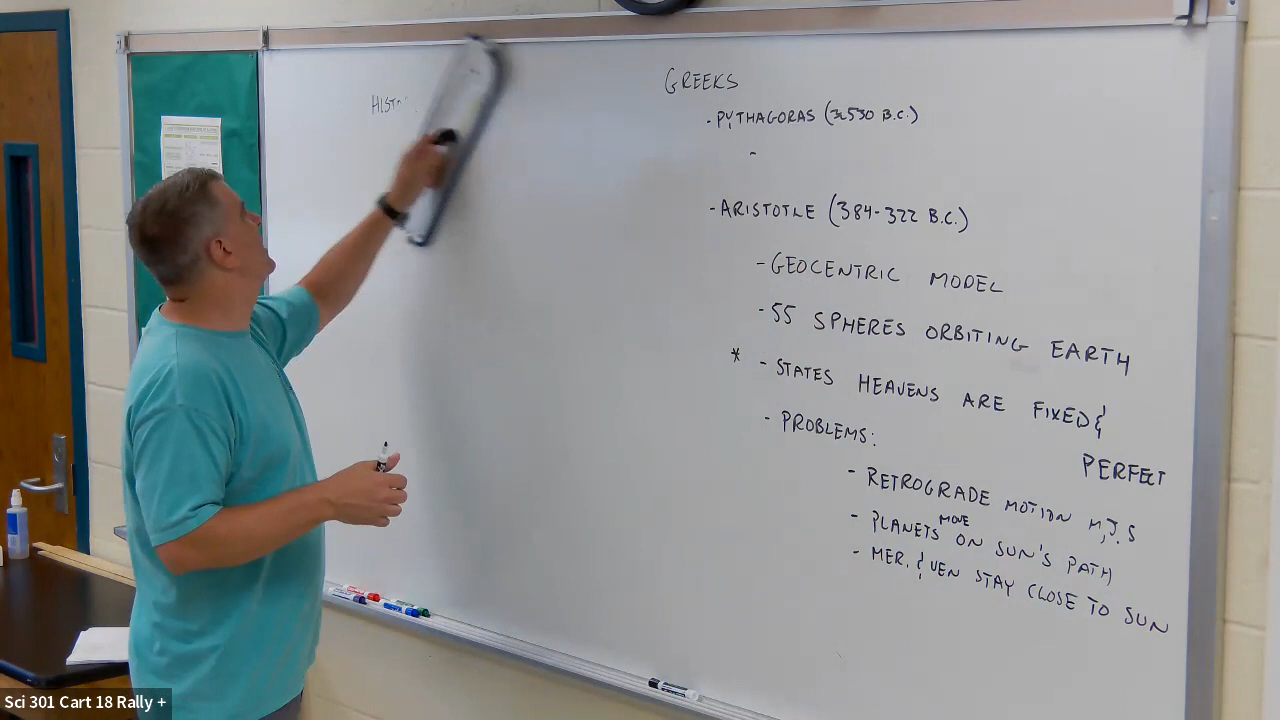 HIST
GREEKS
- PYTHAGORAS (~530 B.C.)
-
- ARISTOTLE (384-322 B.C.)
- GEOCENTRIC MODEL
- 55 SPHERES ORBITING EARTH
* - STATES HEAVENS ARE FIXED &
PERFECT
- PROBLEMS:
- RETROGRADE MOTION M, J, S
- PLANETS MOVE ON SUN'S PATH
- MER. & VEN STAY CLOSE TO SUN
Sci 301 Cart 18 Rally +